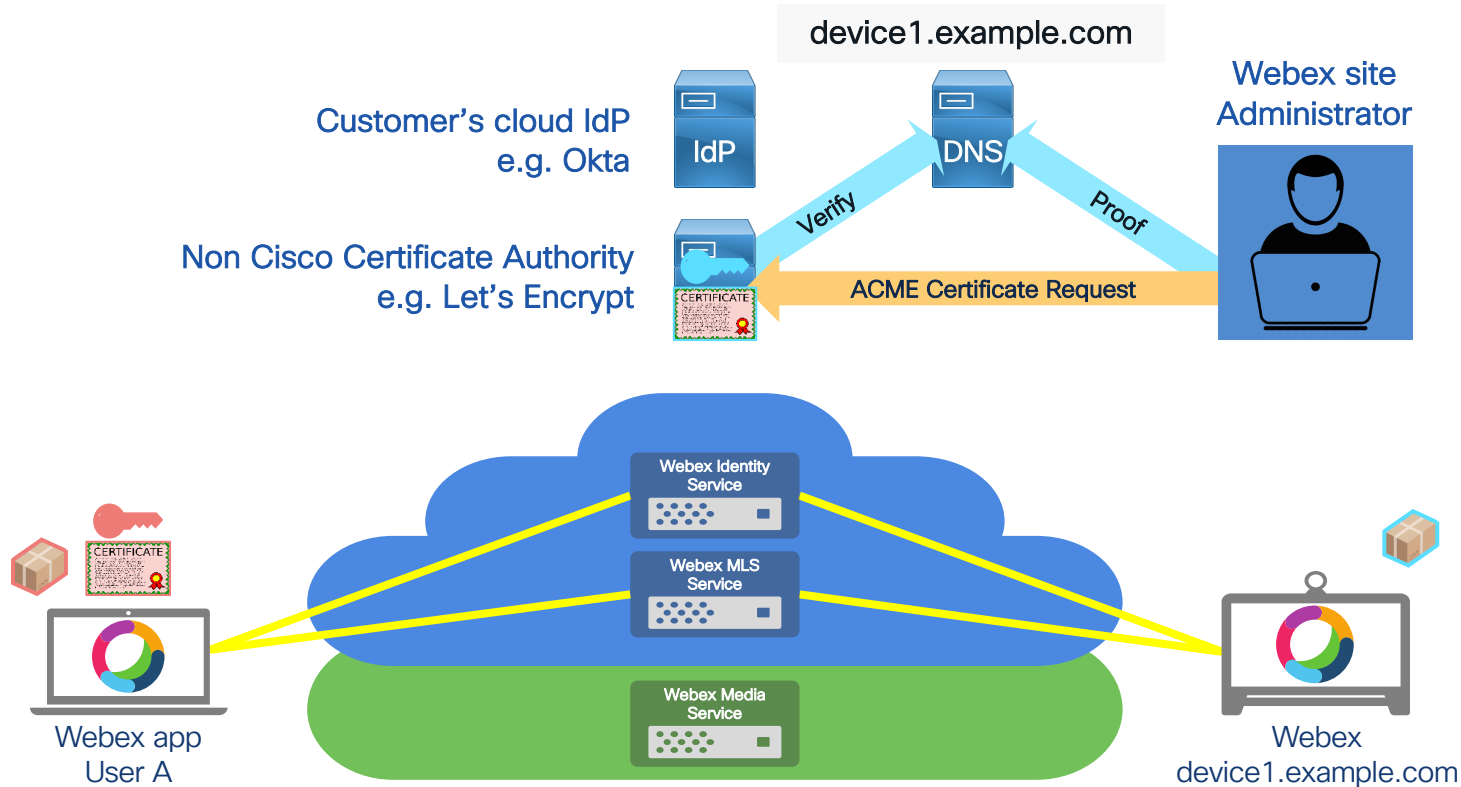 device1.example.com
Webex site
Administrator
Customer’s cloud IdP
e.g. Okta
IdP
DNS
Verify
Proof
Non Cisco Certificate Authority
e.g. Let’s Encrypt
CERTIFICATE
ACME Certificate Request
Webex Identity
Service
Webex MLS
Service
CERTIFICATE
Webex Media
Service
Webex app
User A
Webex
device1.example.com